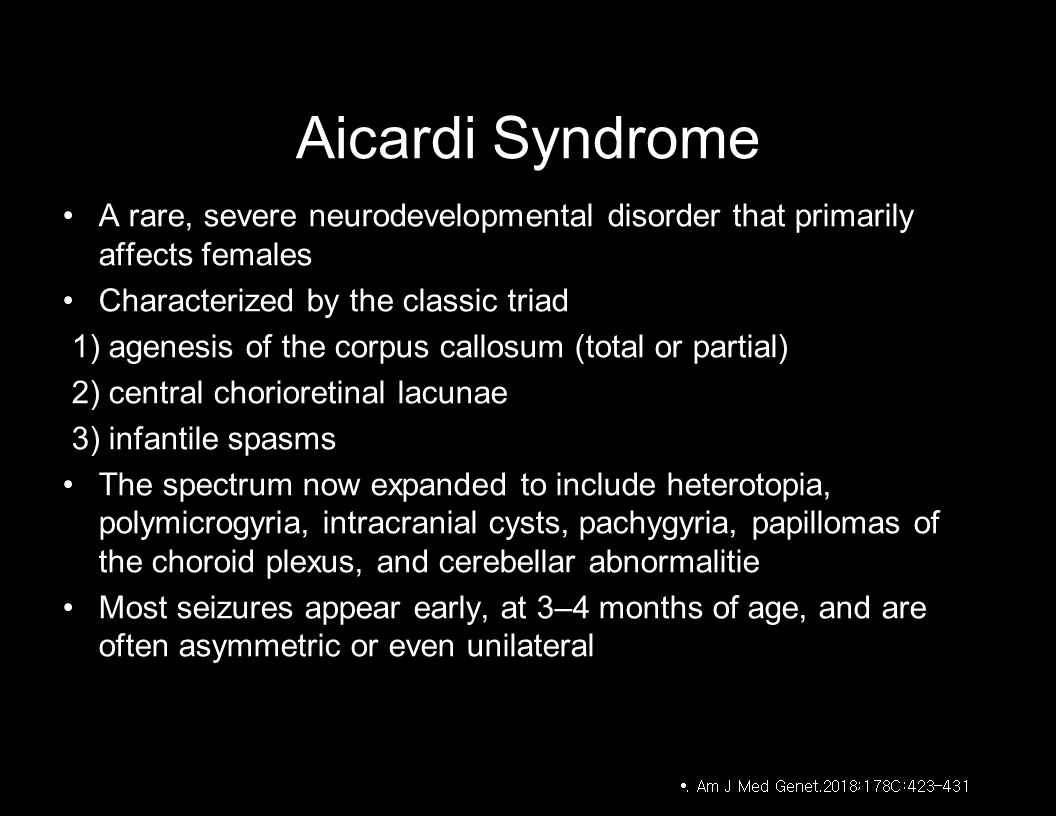 Aicardi Syndrome
• A rare, severe neurodevelopmental disorder that primarily
affects females
• Characterized by the classic triad
1) agenesis of the corpus callosum (total or partial)
2) central chorioretinal lacunae
3) infantile spasms
• The spectrum now expanded to include heterotopia,
polymicrogyria, intracranial cysts, pachygyria, papillomas of
the choroid plexus, and cerebellar abnormalitie
• Most seizures appear early, at 3–4 months of age, and are
often asymmetric or even unilateral
•. Am J Med Genet.2018;178C:423-431